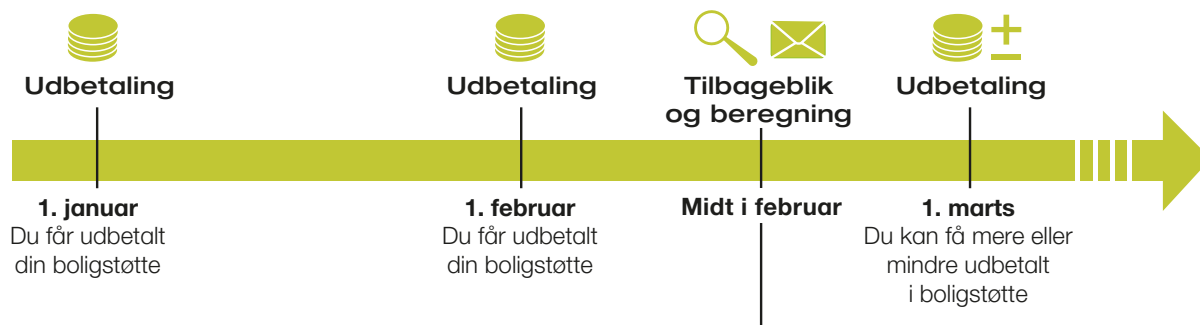 Udbetaling
1. januar
Du får udbetalt
din boligstøtte
Udbetaling
1. februar
Du får udbetalt
din boligstøtte
Tilbageblik
og beregning
Midt i februar
Udbetaling
1. marts
Du kan få mere eller
mindre udbetalt
i boligstøtte